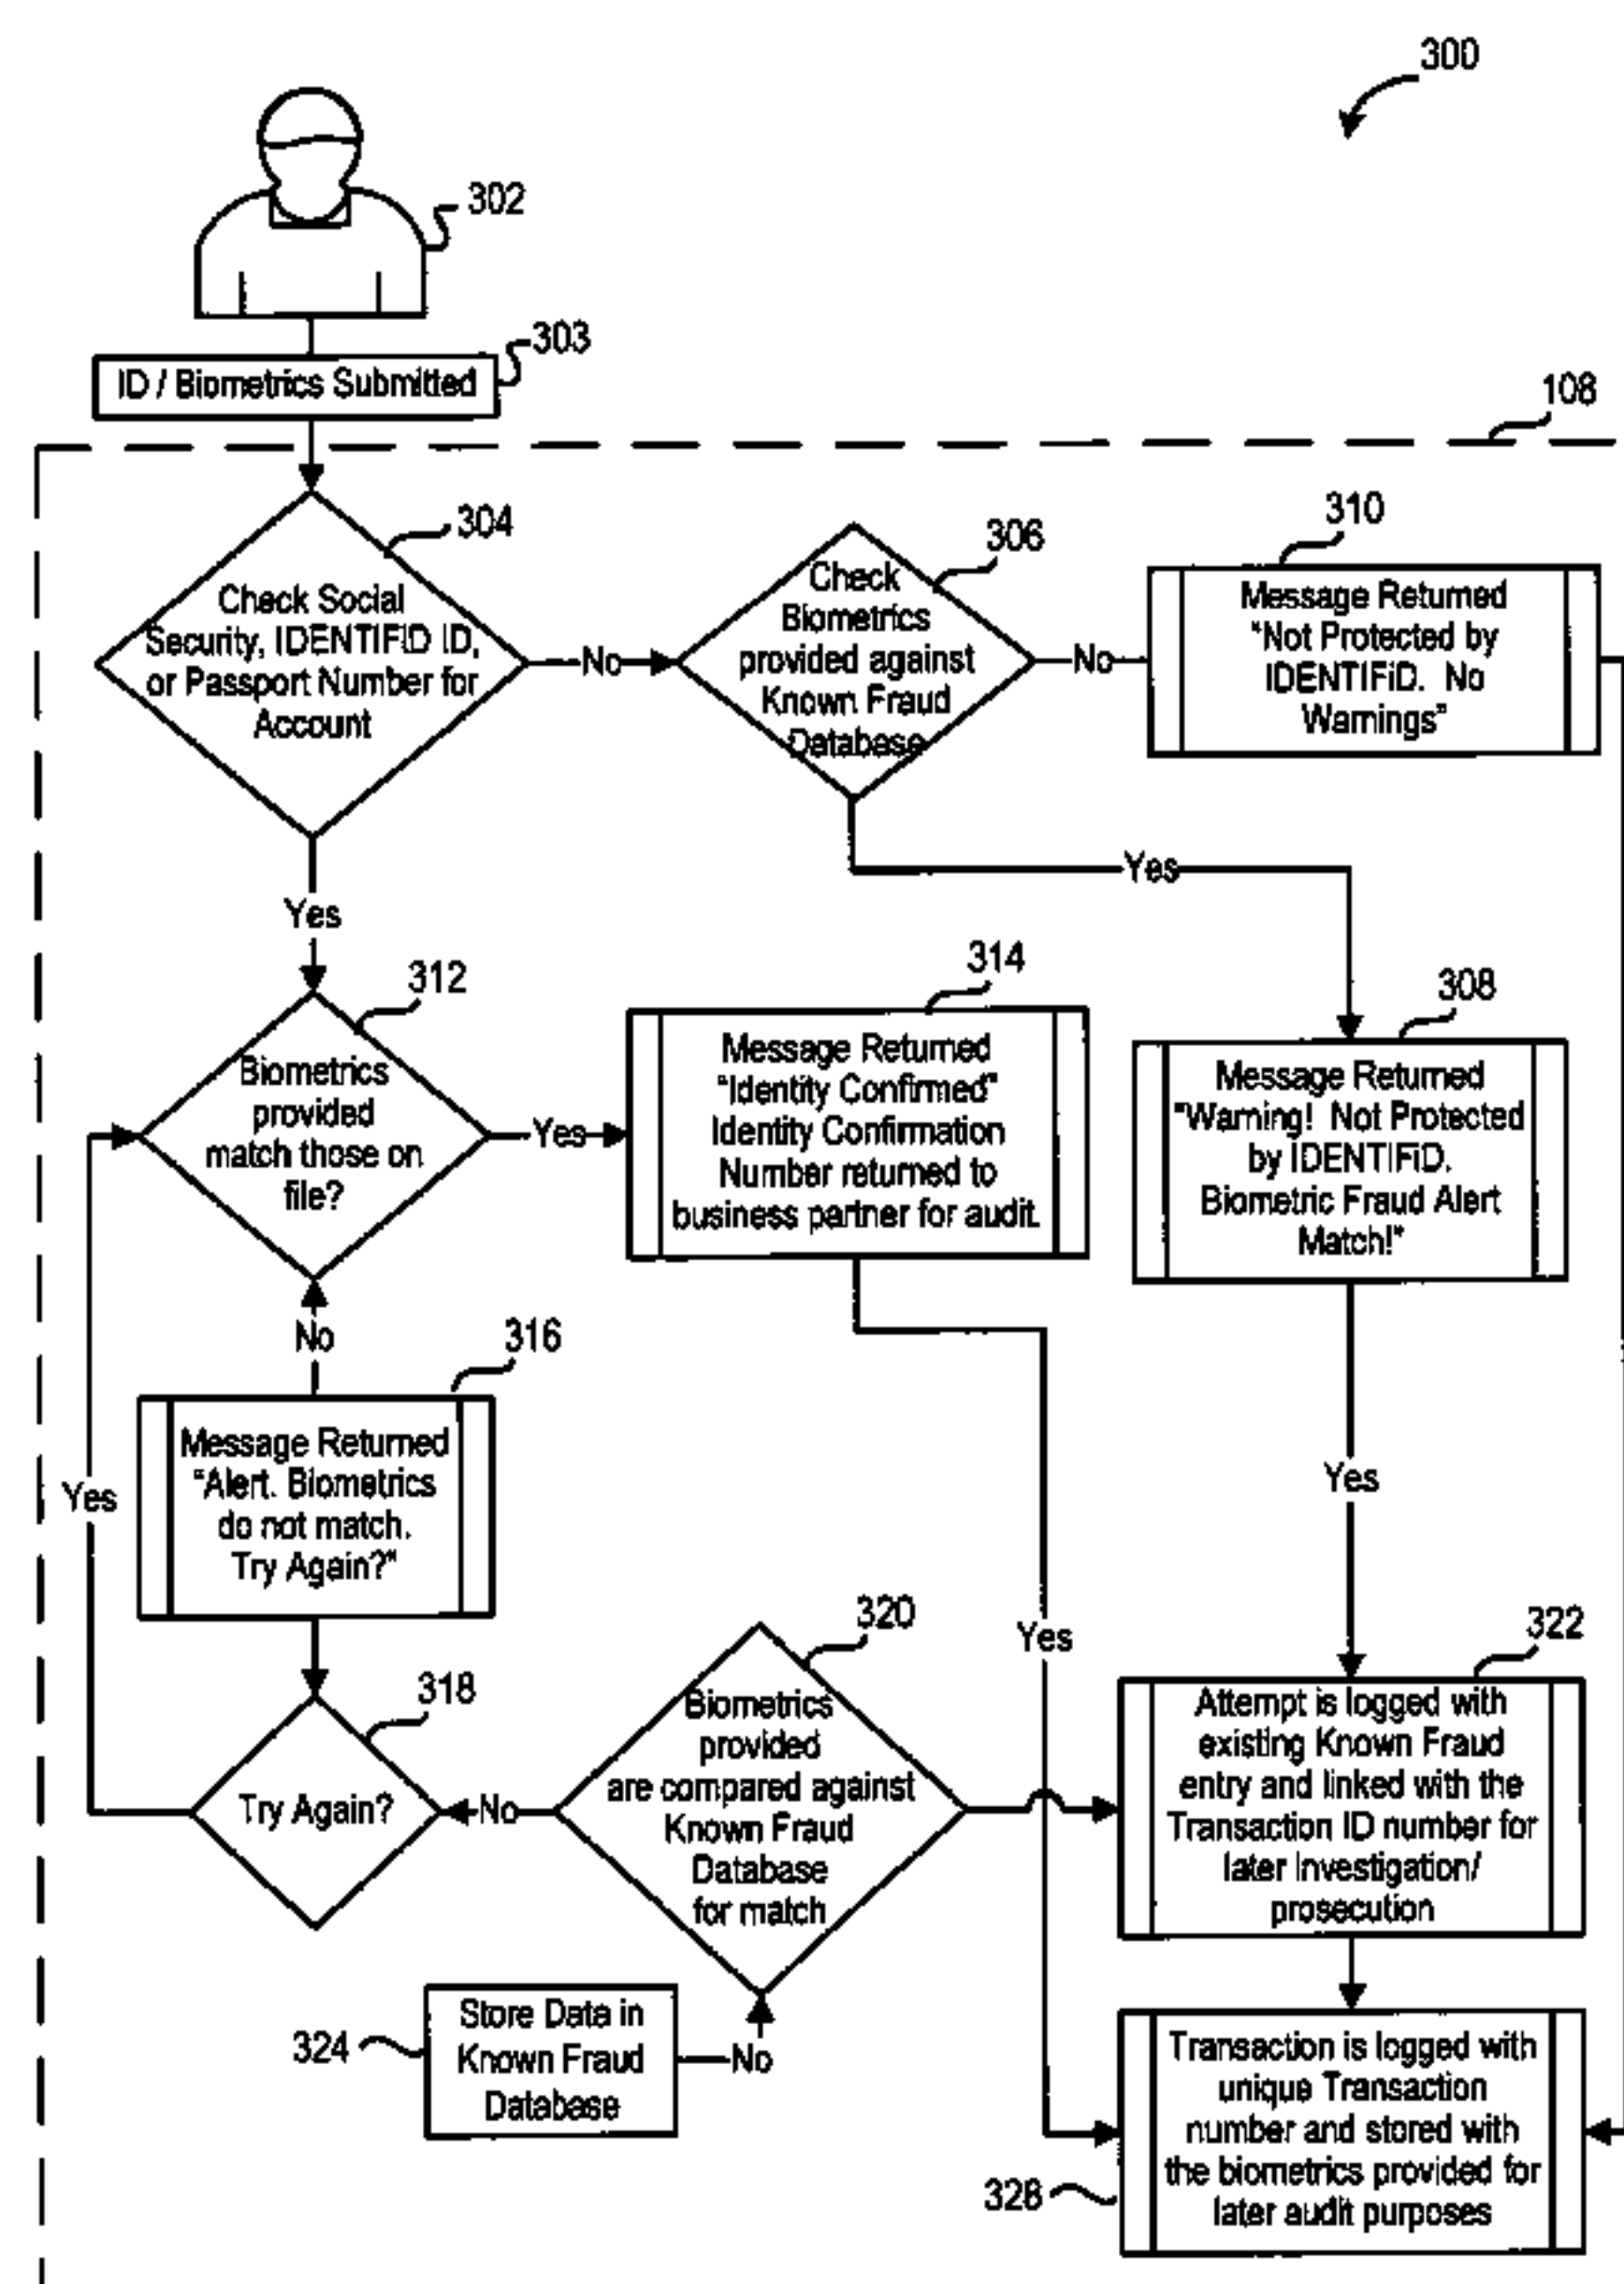 300
302
303
ID / Biometrics Submitted
108
304
Check Social
Security, IDENTIFiD ID,
or Passport Number for
Account
No
306
Check
Biometrics
provided against
Known Fraud
Database
No
310
Message Returned
"Not Protected by
IDENTIFiD. No
Warnings"
Yes
Yes
312
Biometrics
provided
match those on
file?
Yes
314
Message Returned
"Identity Confirmed"
Identity Confirmation
Number returned to
business partner for audit.
308
Message Returned
"Warning! Not Protected
by IDENTIFiD.
Biometric Fraud Alert
Match!"
No
316
Message Returned
"Alert. Biometrics
do not match.
Try Again?"
Yes
Yes
Yes
318
Try Again?
No
320
Biometrics
provided
are compared against
Known Fraud
Database
for match
322
Attempt is logged with
existing Known Fraud
entry and linked with the
Transaction ID number for
later Investigation/
prosecution
324
Store Data in
Known Fraud
Database
No
328
Transaction is logged with
unique Transaction
number and stored with
the biometrics provided for
later audit purposes